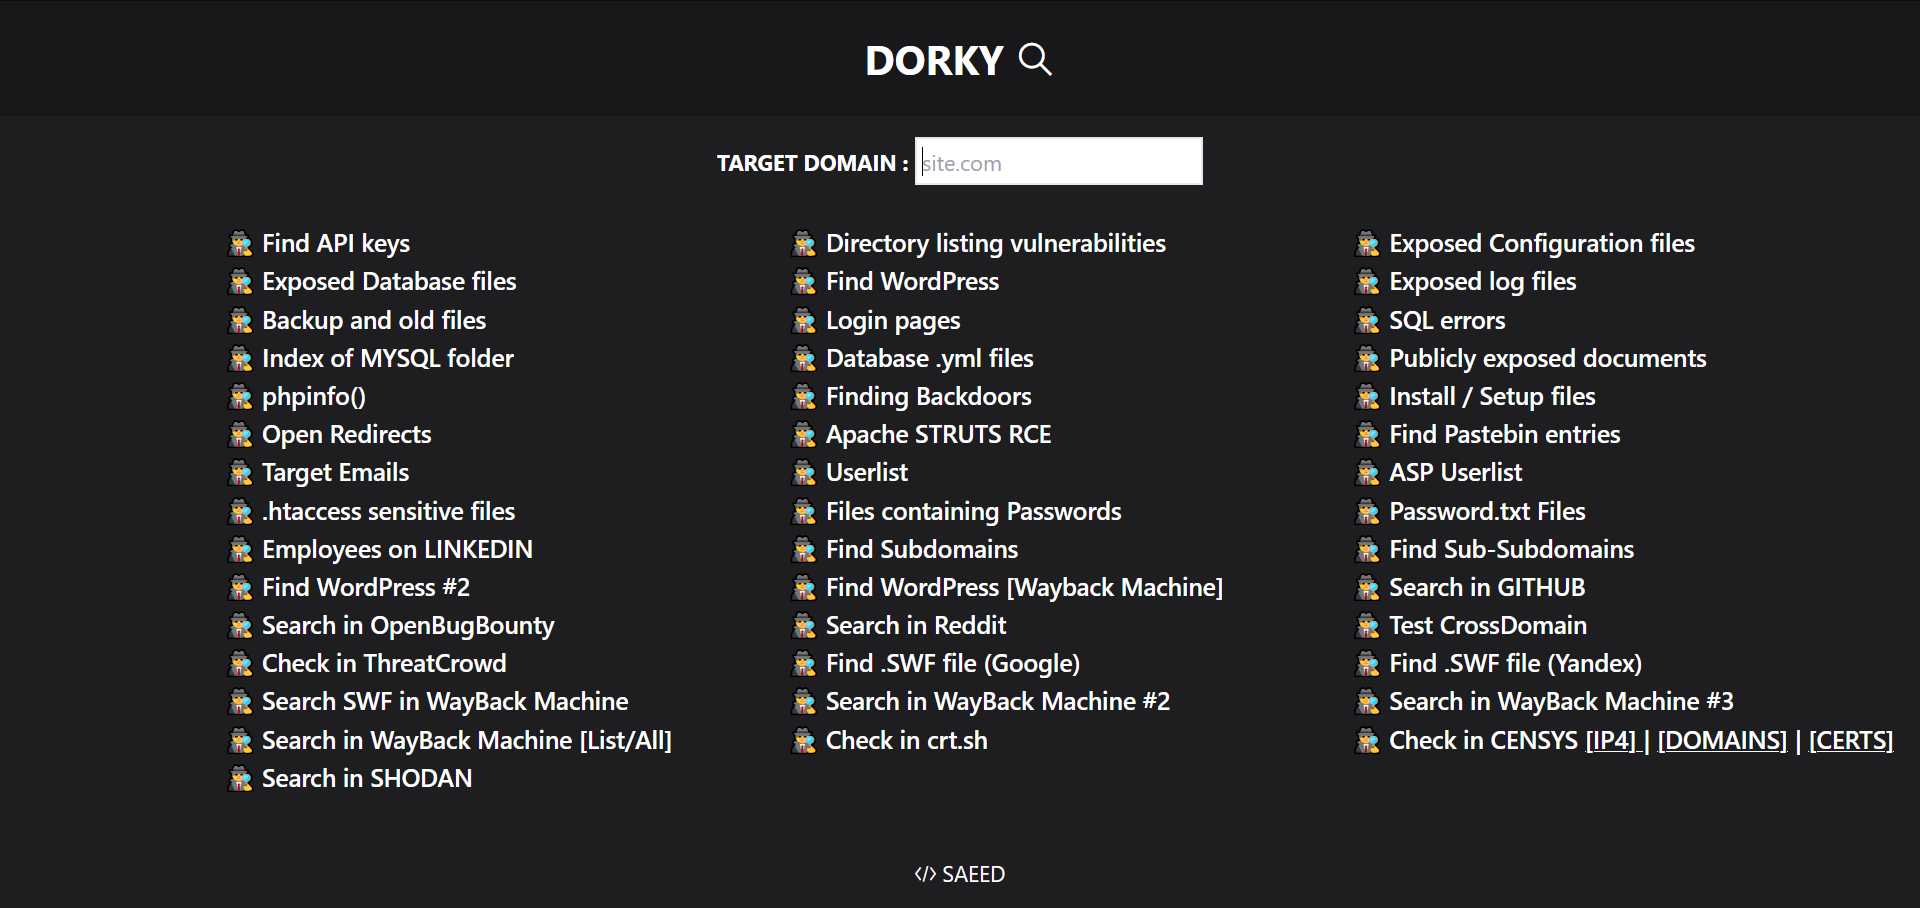 DORKY
TARGET DOMAIN : site.com
Find API keys
Directory listing vulnerabilities
Exposed Configuration files
Exposed Database files
Find WordPress
Exposed log files
Backup and old files
Login pages
SQL errors
Index of MYSQL folder
Database .yml files
Publicly exposed documents
phpinfo()
Finding Backdoors
Install / Setup files
Open Redirects
Apache STRUTS RCE
Find Pastebin entries
Target Emails
Userlist
ASP Userlist
.htaccess sensitive files
Files containing Passwords
Password.txt Files
Employees on LINKEDIN
Find Subdomains
Find Sub-Subdomains
Find WordPress #2
Find WordPress [Wayback Machine]
Search in GITHUB
Search in OpenBugBounty
Search in Reddit
Test CrossDomain
Check in ThreatCrowd
Find .SWF file (Google)
Find .SWF file (Yandex)
Search SWF in WayBack Machine
Search in WayBack Machine #2
Search in WayBack Machine #3
Search in WayBack Machine [List/All]
Check in crt.sh
Check in CENSYS [IP4] | [DOMAINS] | [CERTS]
Search in SHODAN
</> SAEED